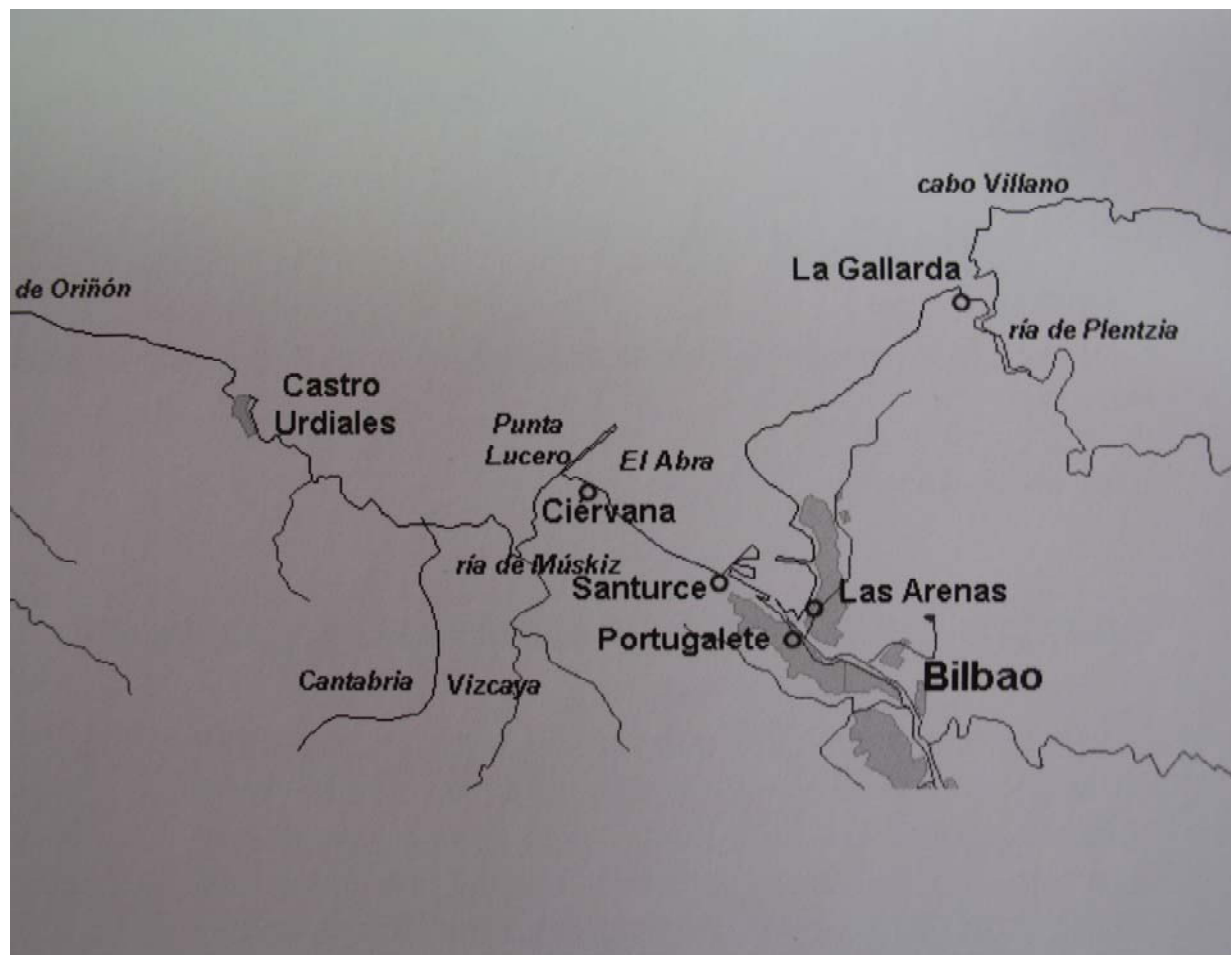 cabo Villano
La Gallarda
de Oriñón
ría de Plentzia
Castro
Urdiales
Punta
Lucero
El Abra
Ciérvana
ría de Múskiz
Santurce
Las Arenas
Portugalete
Cantabria
Vizcaya
Bilbao